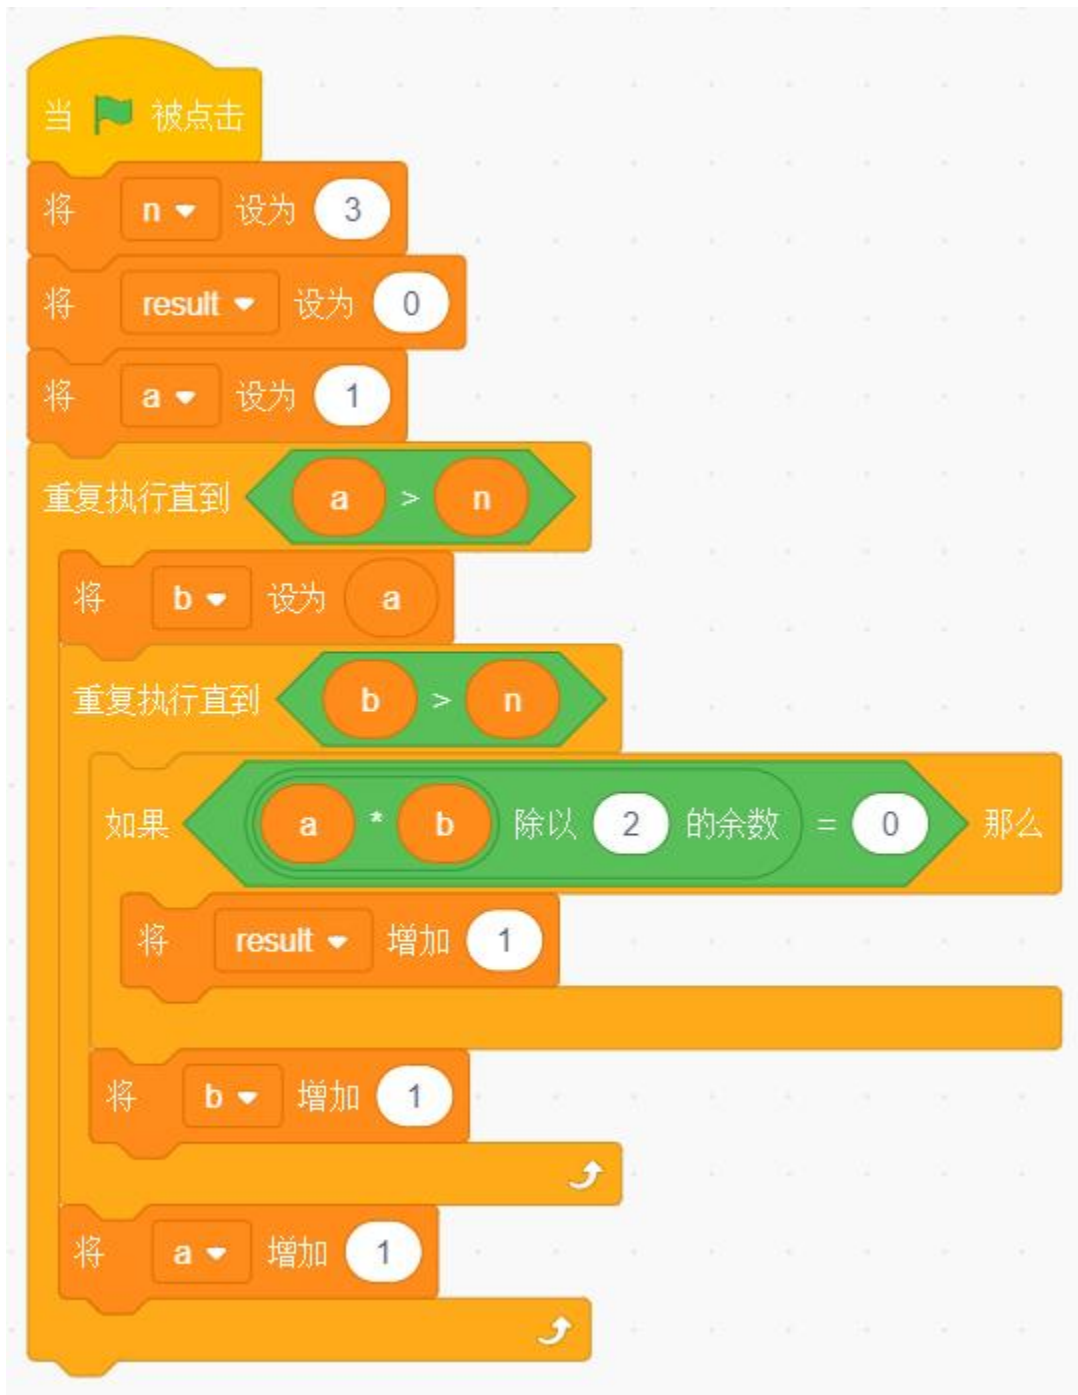 当 被点击
将 n 设为 3
将 result 设为 0
将 a 设为 1
重复执行直到 a > n
将 b 设为 a
重复执行直到 b > n
如果 a * b 除以 2 的余数 = 0 那么
将 result 增加 1
将 b 增加 1
将 a 增加 1